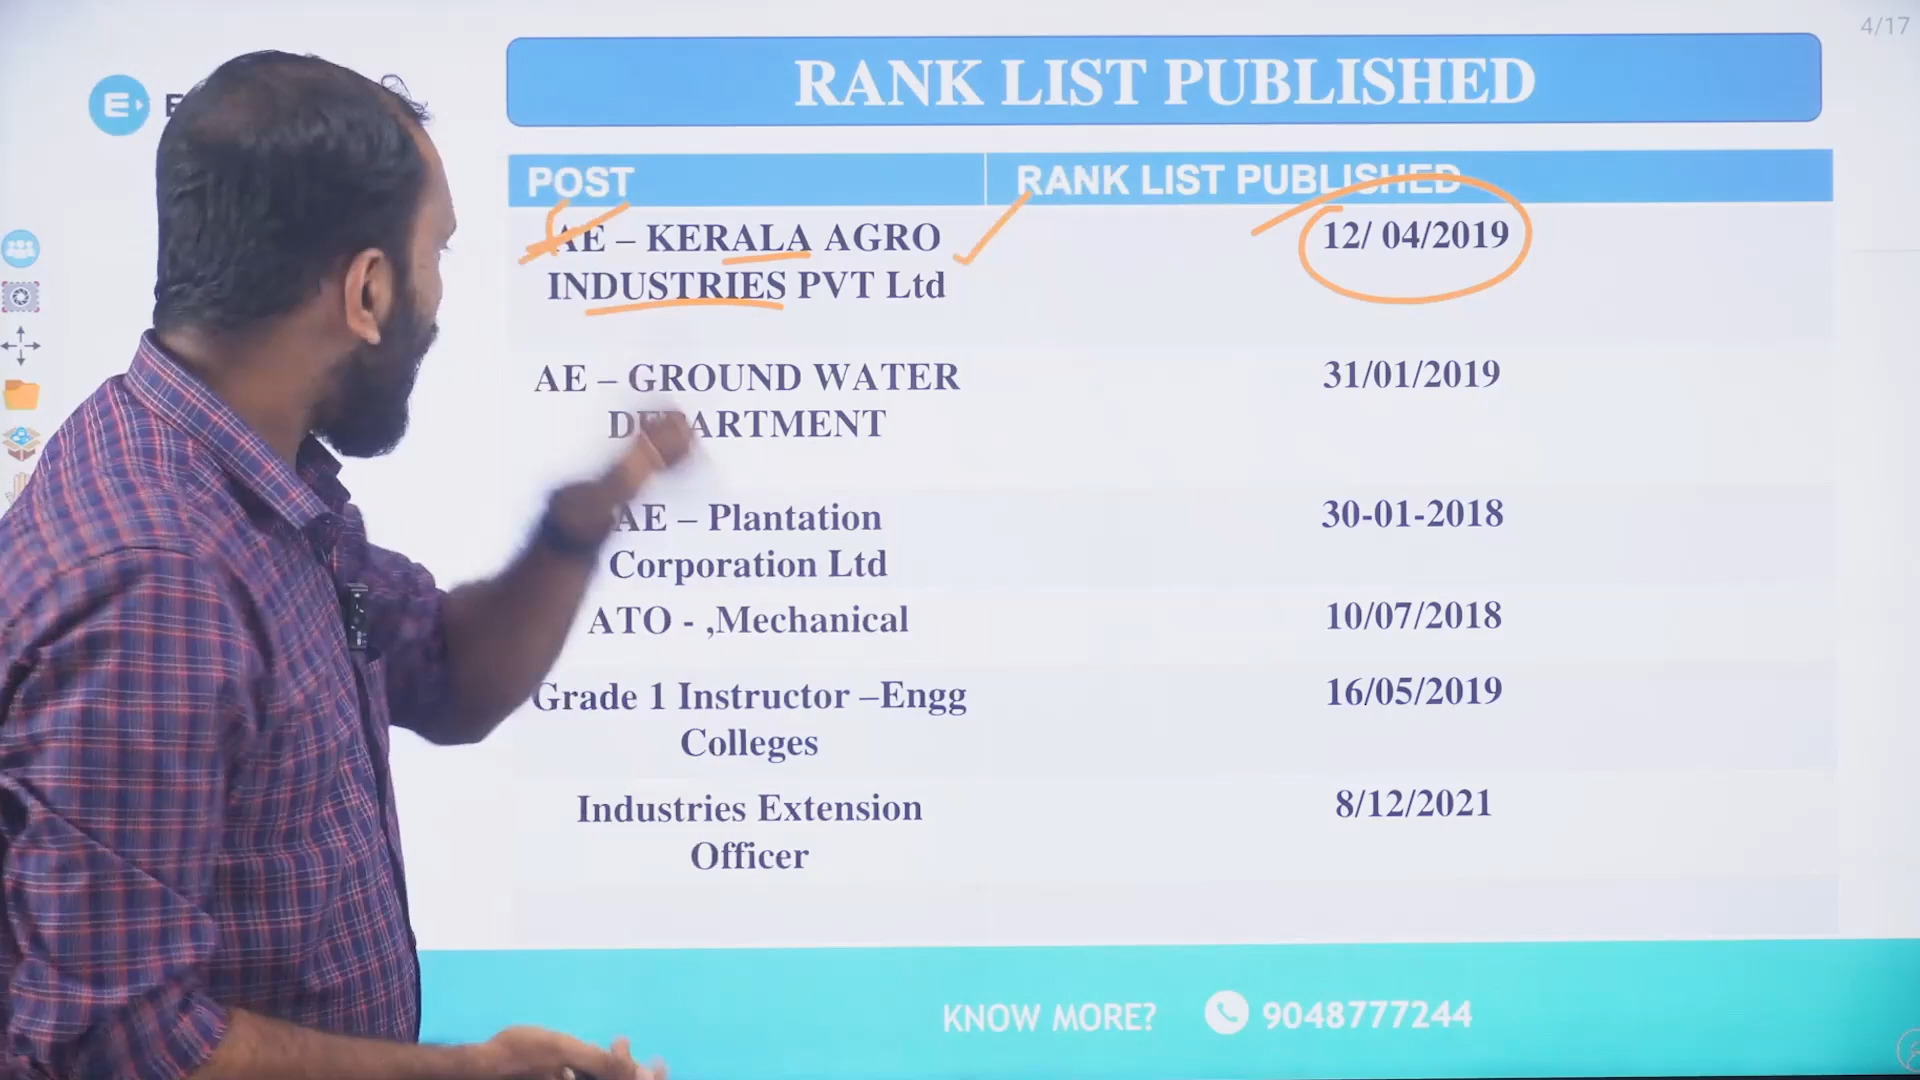 4/17
RANK LIST PUBLISHED
E
POST
RANK LIST PUBLISHED
AE – KERALA AGRO
INDUSTRIES PVT Ltd
12/ 04/2019
AE – GROUND WATER
DEPARTMENT
31/01/2019
AE – Plantation
Corporation Ltd
30-01-2018
ATO - ,Mechanical
10/07/2018
Grade 1 Instructor –Engg
Colleges
16/05/2019
Industries Extension
Officer
8/12/2021
KNOW MORE? 9048777244